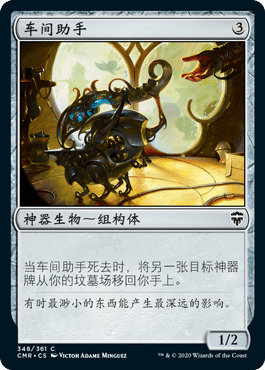 车间助手 3
神器生物～组构体
当车间助手死去时，将另一张目标神器
牌从你的坟墓场移回你手上。
有时最渺小的东西能产生最深远的影响。
1/2
348/361 C
CMR • CS VICTOR ADAME MINGUEZ ™ & © 2020 Wizards of the Coast